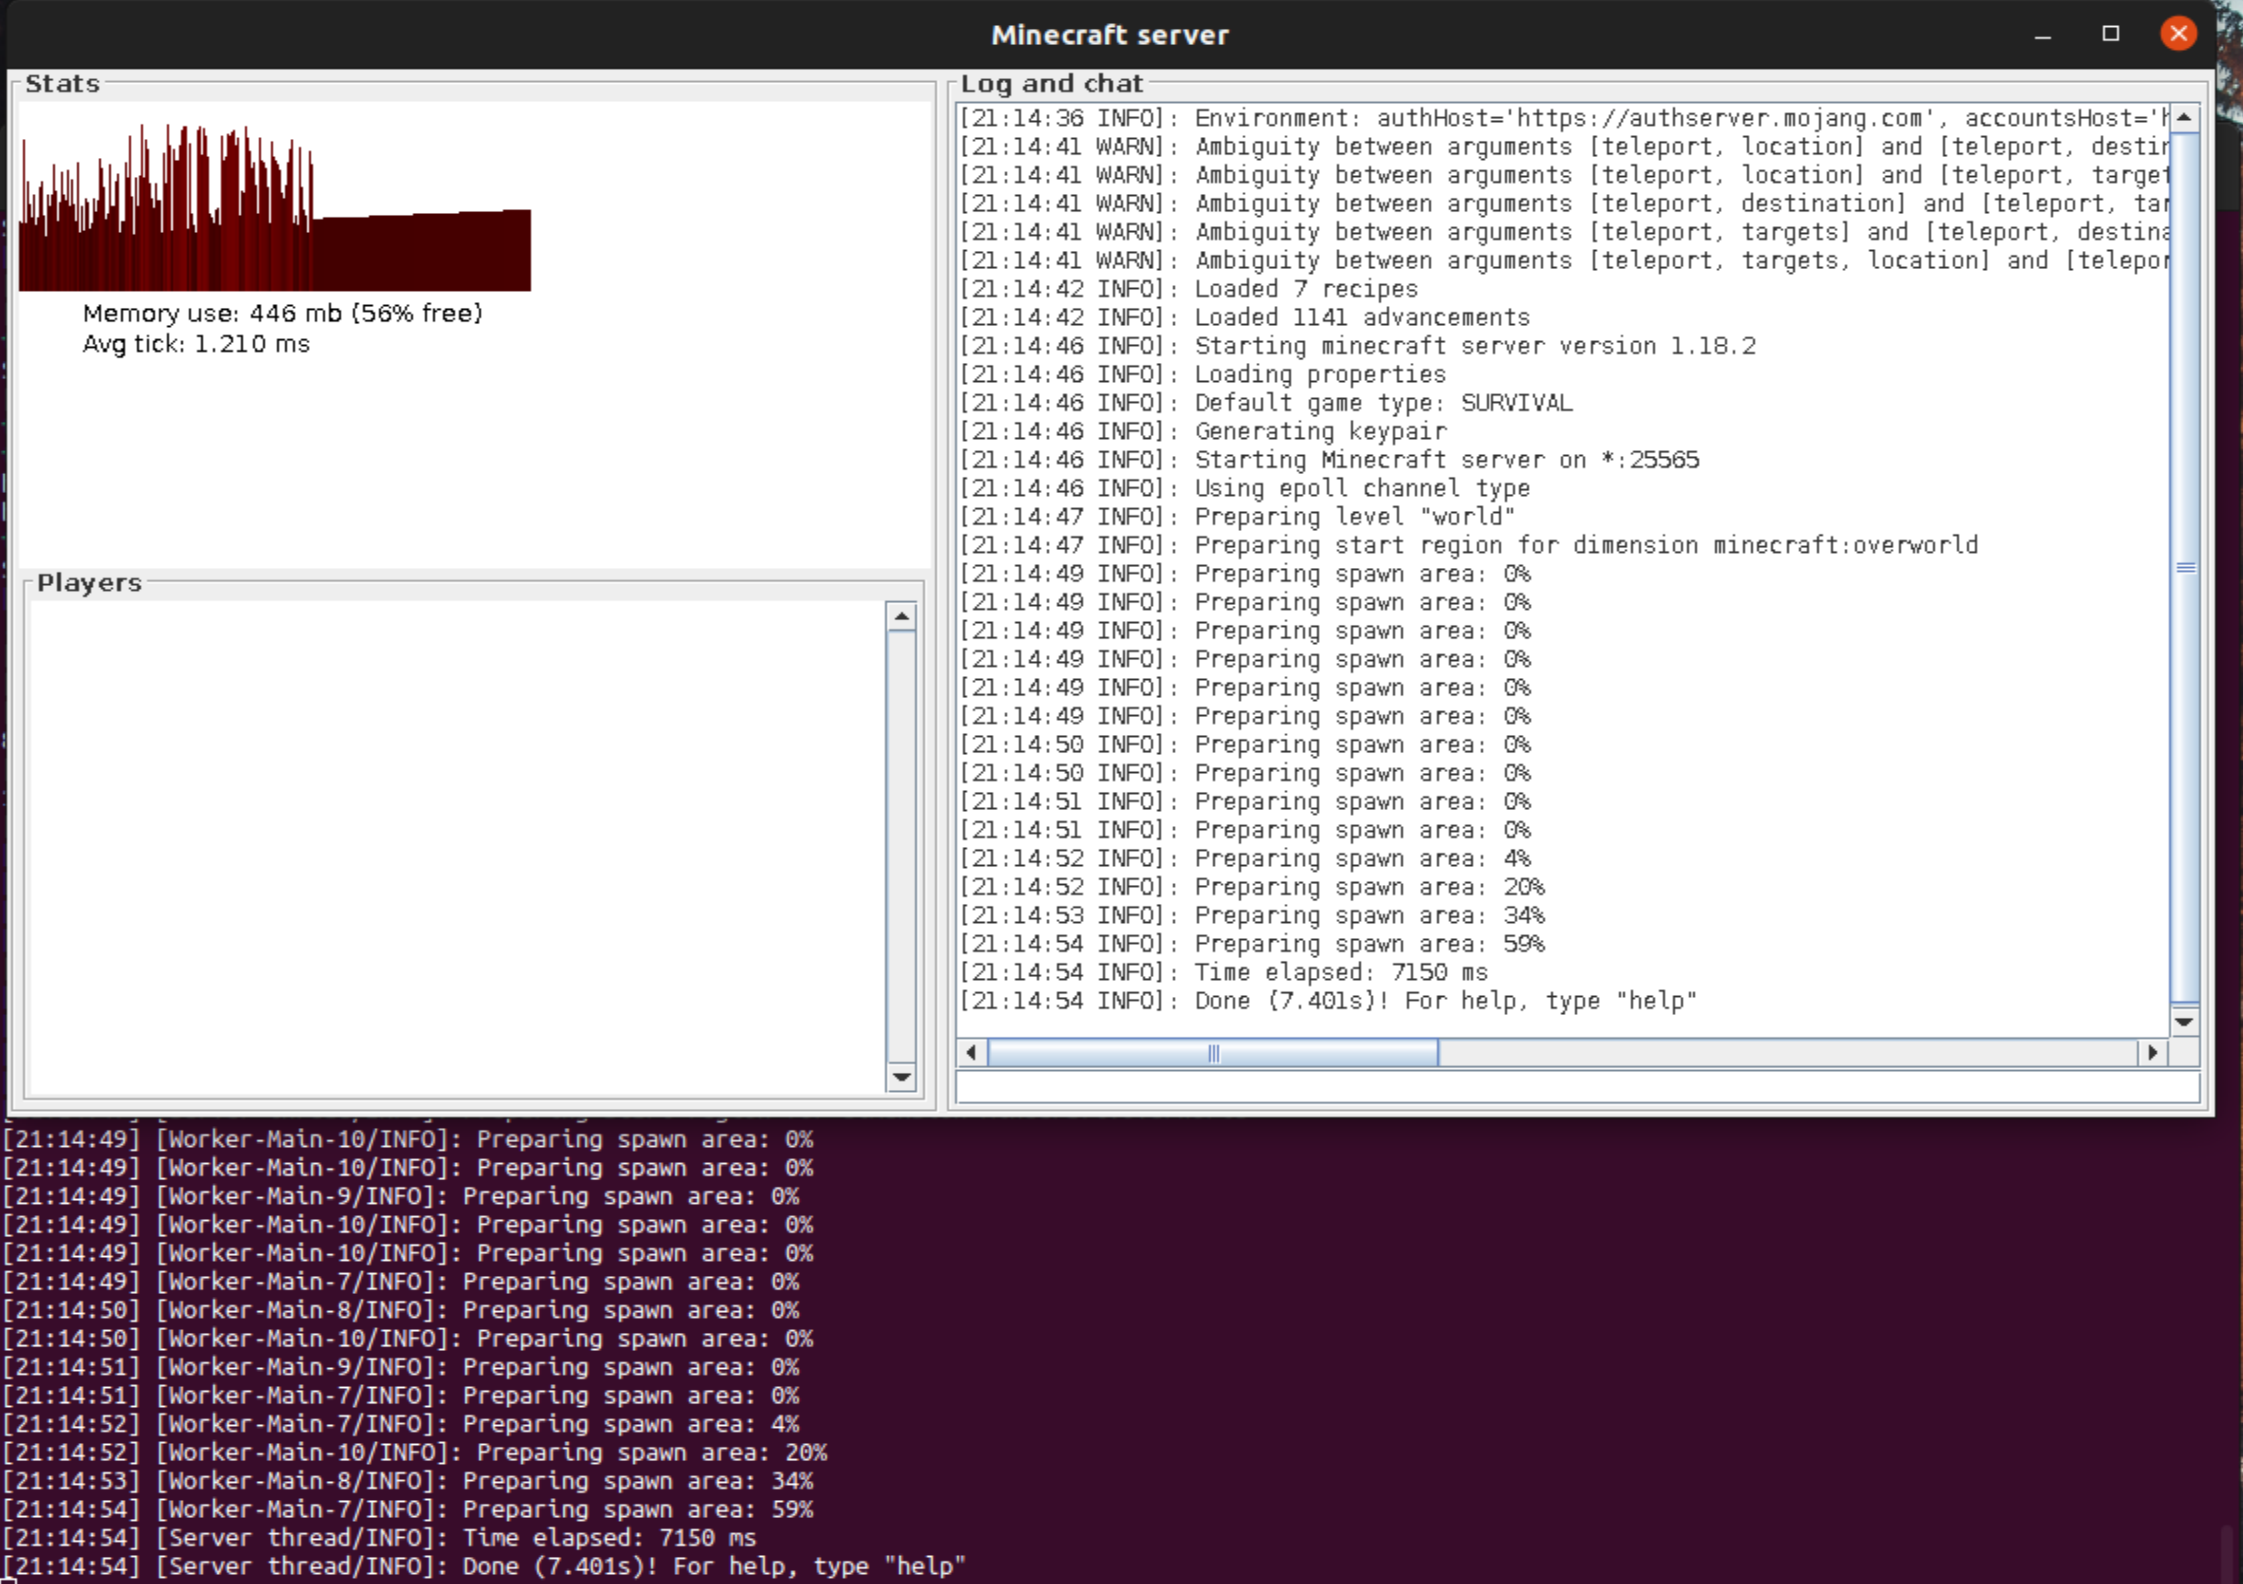 Minecraft server
Stats
Memory use: 446 mb (56% free)
Avg tick: 1.210 ms
Players
Log and chat
[21:14:36 INFO]: Environment: authHost='https://authserver.mojang.com', accountsHost='h
[21:14:41 WARN]: Ambiguity between arguments [teleport, location] and [teleport, destin
[21:14:41 WARN]: Ambiguity between arguments [teleport, location] and [teleport, target
[21:14:41 WARN]: Ambiguity between arguments [teleport, destination] and [teleport, tar
[21:14:41 WARN]: Ambiguity between arguments [teleport, targets] and [teleport, destina
[21:14:41 WARN]: Ambiguity between arguments [teleport, targets, location] and [telepor
[21:14:42 INFO]: Loaded 7 recipes
[21:14:42 INFO]: Loaded 1141 advancements
[21:14:46 INFO]: Starting minecraft server version 1.18.2
[21:14:46 INFO]: Loading properties
[21:14:46 INFO]: Default game type: SURVIVAL
[21:14:46 INFO]: Generating keypair
[21:14:46 INFO]: Starting Minecraft server on *:25565
[21:14:46 INFO]: Using epoll channel type
[21:14:47 INFO]: Preparing level "world"
[21:14:47 INFO]: Preparing start region for dimension minecraft:overworld
[21:14:49 INFO]: Preparing spawn area: 0%
[21:14:49 INFO]: Preparing spawn area: 0%
[21:14:49 INFO]: Preparing spawn area: 0%
[21:14:49 INFO]: Preparing spawn area: 0%
[21:14:49 INFO]: Preparing spawn area: 0%
[21:14:49 INFO]: Preparing spawn area: 0%
[21:14:50 INFO]: Preparing spawn area: 0%
[21:14:50 INFO]: Preparing spawn area: 0%
[21:14:51 INFO]: Preparing spawn area: 0%
[21:14:51 INFO]: Preparing spawn area: 0%
[21:14:52 INFO]: Preparing spawn area: 4%
[21:14:52 INFO]: Preparing spawn area: 20%
[21:14:53 INFO]: Preparing spawn area: 34%
[21:14:54 INFO]: Preparing spawn area: 59%
[21:14:54 INFO]: Time elapsed: 7150 ms
[21:14:54 INFO]: Done (7.401s)! For help, type "help"
[21:14:49] [Worker-Main-10/INFO]: Preparing spawn area: 0%
[21:14:49] [Worker-Main-10/INFO]: Preparing spawn area: 0%
[21:14:49] [Worker-Main-9/INFO]: Preparing spawn area: 0%
[21:14:49] [Worker-Main-10/INFO]: Preparing spawn area: 0%
[21:14:49] [Worker-Main-10/INFO]: Preparing spawn area: 0%
[21:14:49] [Worker-Main-7/INFO]: Preparing spawn area: 0%
[21:14:50] [Worker-Main-8/INFO]: Preparing spawn area: 0%
[21:14:50] [Worker-Main-10/INFO]: Preparing spawn area: 0%
[21:14:51] [Worker-Main-9/INFO]: Preparing spawn area: 0%
[21:14:51] [Worker-Main-7/INFO]: Preparing spawn area: 0%
[21:14:52] [Worker-Main-7/INFO]: Preparing spawn area: 4%
[21:14:52] [Worker-Main-10/INFO]: Preparing spawn area: 20%
[21:14:53] [Worker-Main-8/INFO]: Preparing spawn area: 34%
[21:14:54] [Worker-Main-7/INFO]: Preparing spawn area: 59%
[21:14:54] [Server thread/INFO]: Time elapsed: 7150 ms
[21:14:54] [Server thread/INFO]: Done (7.401s)! For help, type "help"